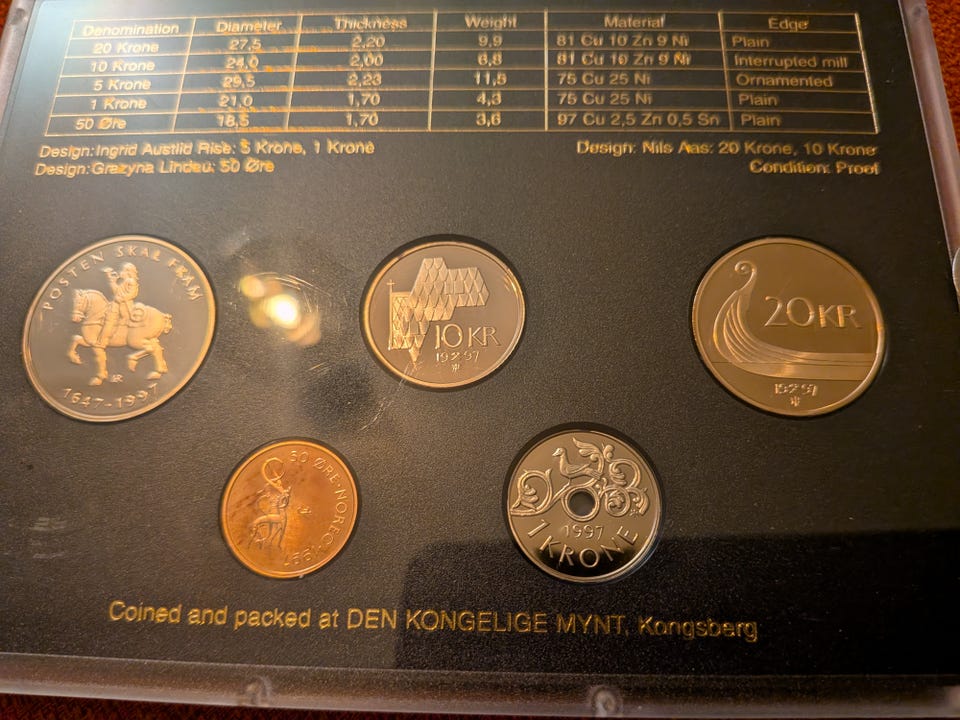 Denomination Diameter Thickness Weight Material Edge
20 Krone 27,5 2,20 9,9 81 Cu 10 Zn 9 Ni Plain
10 Krone 24,0 2,00 6,8 81 Cu 10 Zn 9 Ni Interrupted mill
5 Krone 29,5 2,23 11,8 75 Cu 25 Ni Ornamented
1 Krone 21,0 1,70 4,3 75 Cu 25 Ni Plain
50 Øre 18,5 1,70 3,6 97 Cu 2,5 Zn 0,5 Sn Plain
Design: Ingrid Austlid Rise: 5 Krone, 1 Krone
Design: Nils Aas: 20 Krone, 10 Krone
Design: Grazyna Lindau: 50 Øre
Condition: Proof
POSTEN SKAL FRAM
1647-1997
10 KR
1997
20 KR
1997
50 ØRE·NOREG·1997
1997
1 KRONE
Coined and packed at DEN KONGELIGE MYNT, Kongsberg